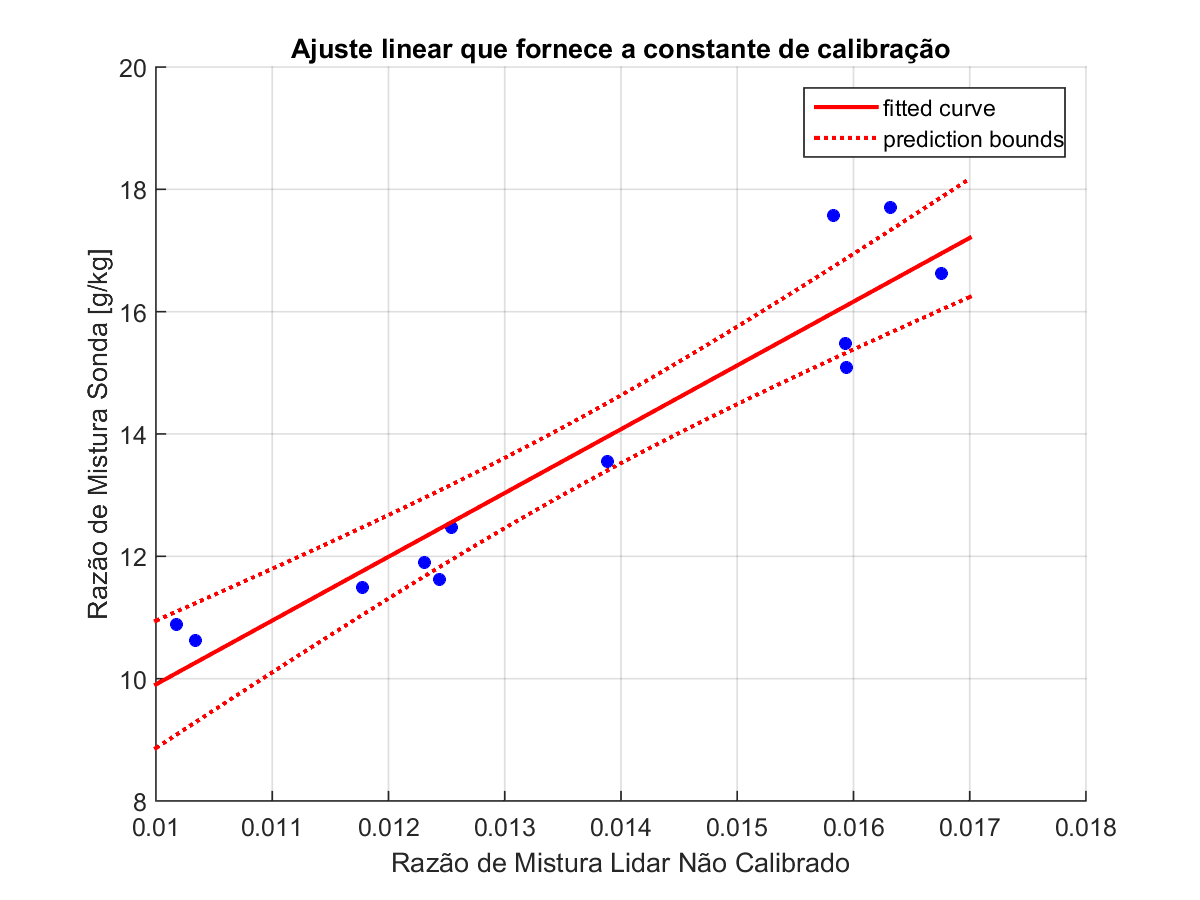 Ajuste linear que fornece a constante de calibração
fitted curve
prediction bounds
Razão de Mistura Sonda [g/kg]
20
18
16
14
12
10
8
0.01 0.011 0.012 0.013 0.014 0.015 0.016 0.017 0.018
Razão de Mistura Lidar Não Calibrado